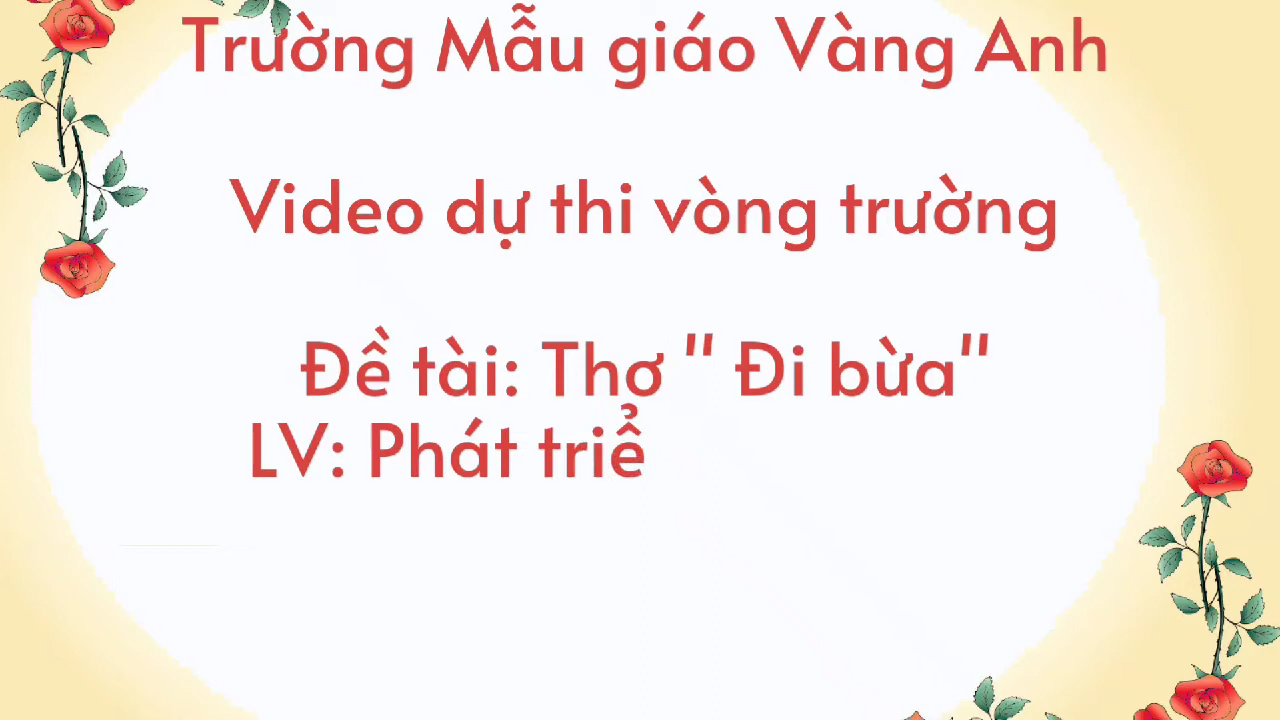 Trường Mẫu giáo Vàng Anh
Video dự thi vòng trường
Đề tài: Thơ " Đi bừa"
LV: Phát triể